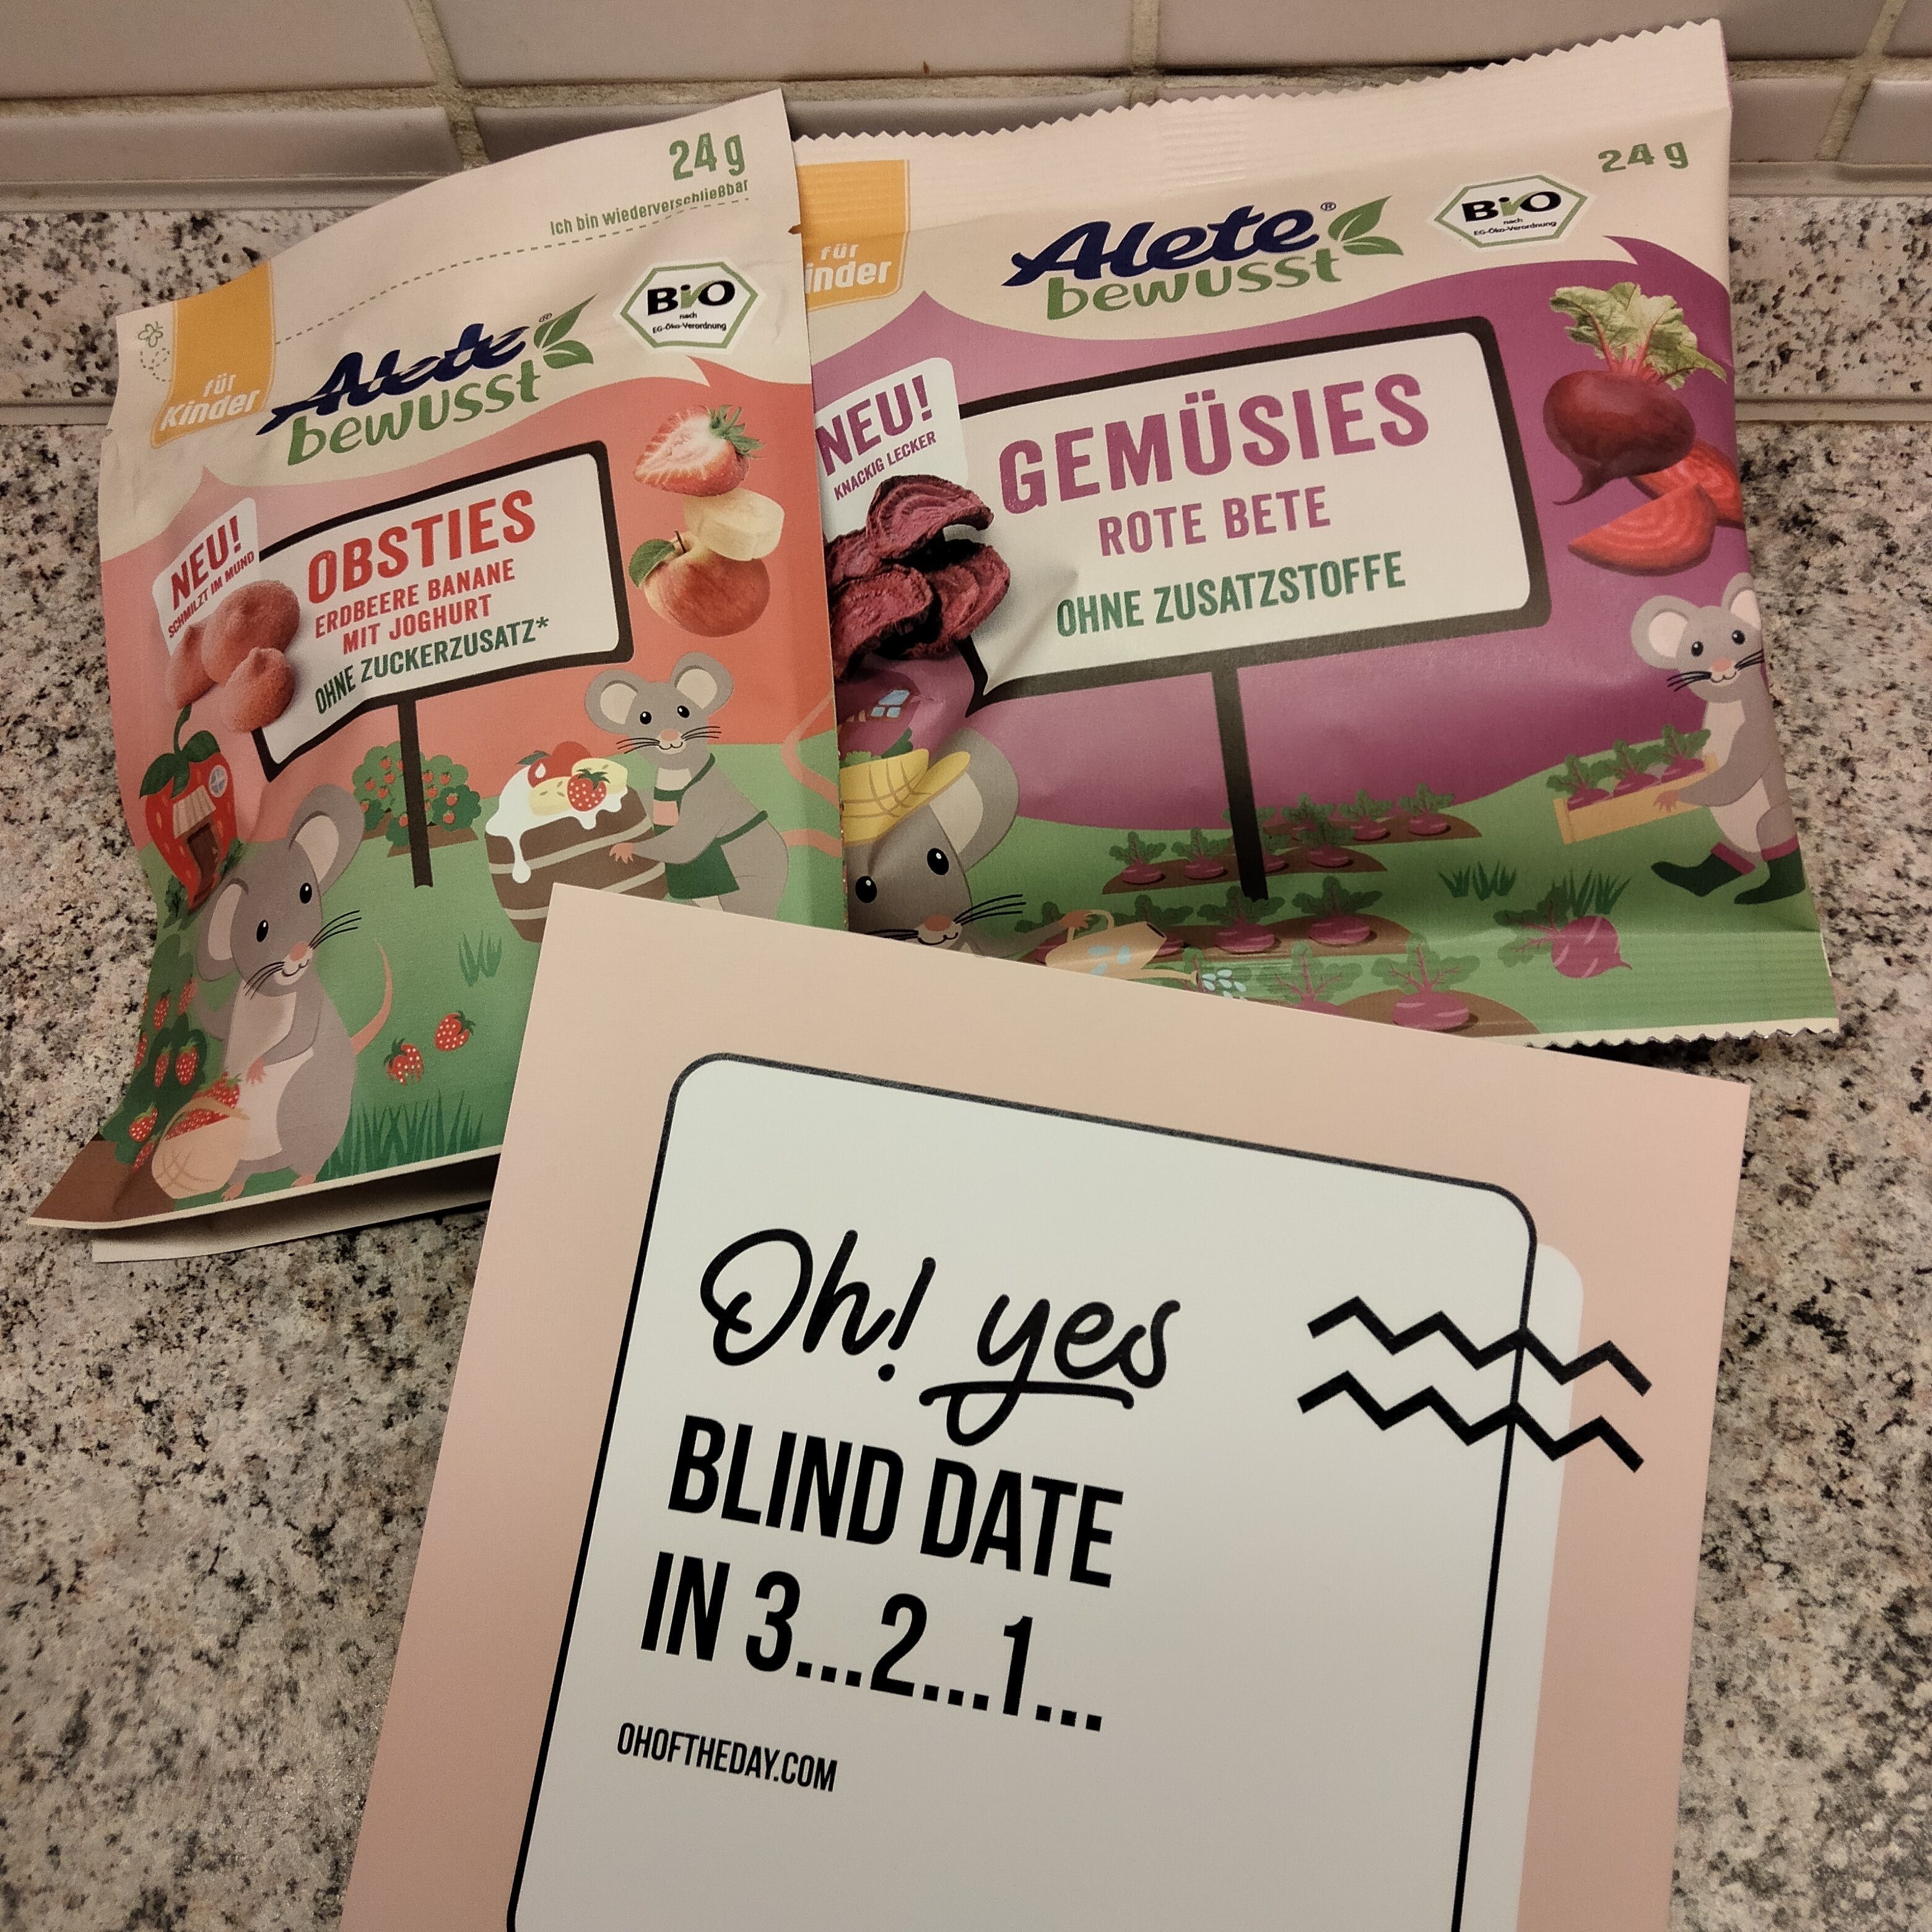 24 g
Ich bin wiederverschließbar
für
Kinder
Alete®
bewusst
BiO
nach
EG-Öko-Verordnung
NEU!
SCHMILZT IM MUND
OBSTIES
ERDBEERE BANANE
MIT JOGHURT
OHNE ZUCKERZUSATZ*
24 g
für
inder
Alete®
bewusst
BiO
nach
EG-Öko-Verordnung
NEU!
KNACKIG LECKER
GEMÜSIES
ROTE BETE
OHNE ZUSATZSTOFFE
Oh! yes
BLIND DATE
IN 3...2...1...
OHOFTHEDAY.COM